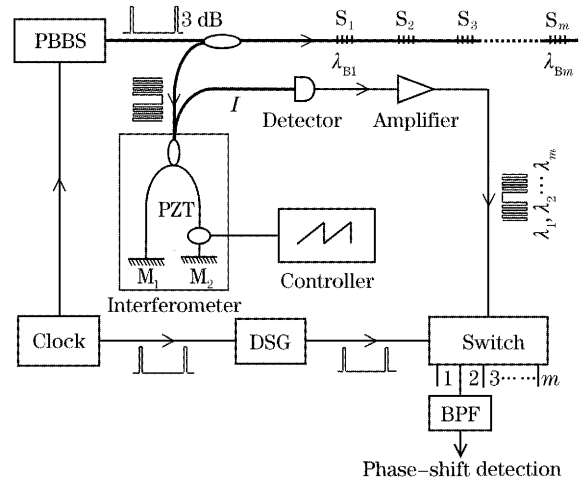 PBBS
3 dB
S₁ S₂ S₃ Sₘ
λB1 λBm
I
Detector
Amplifier
PZT
M₁ M₂
Interferometer
Controller
λ₁, λ₂ ⋯ λₘ
Clock
DSG
Switch
1 2 3⋯⋯m
BPF
Phase–shift detection